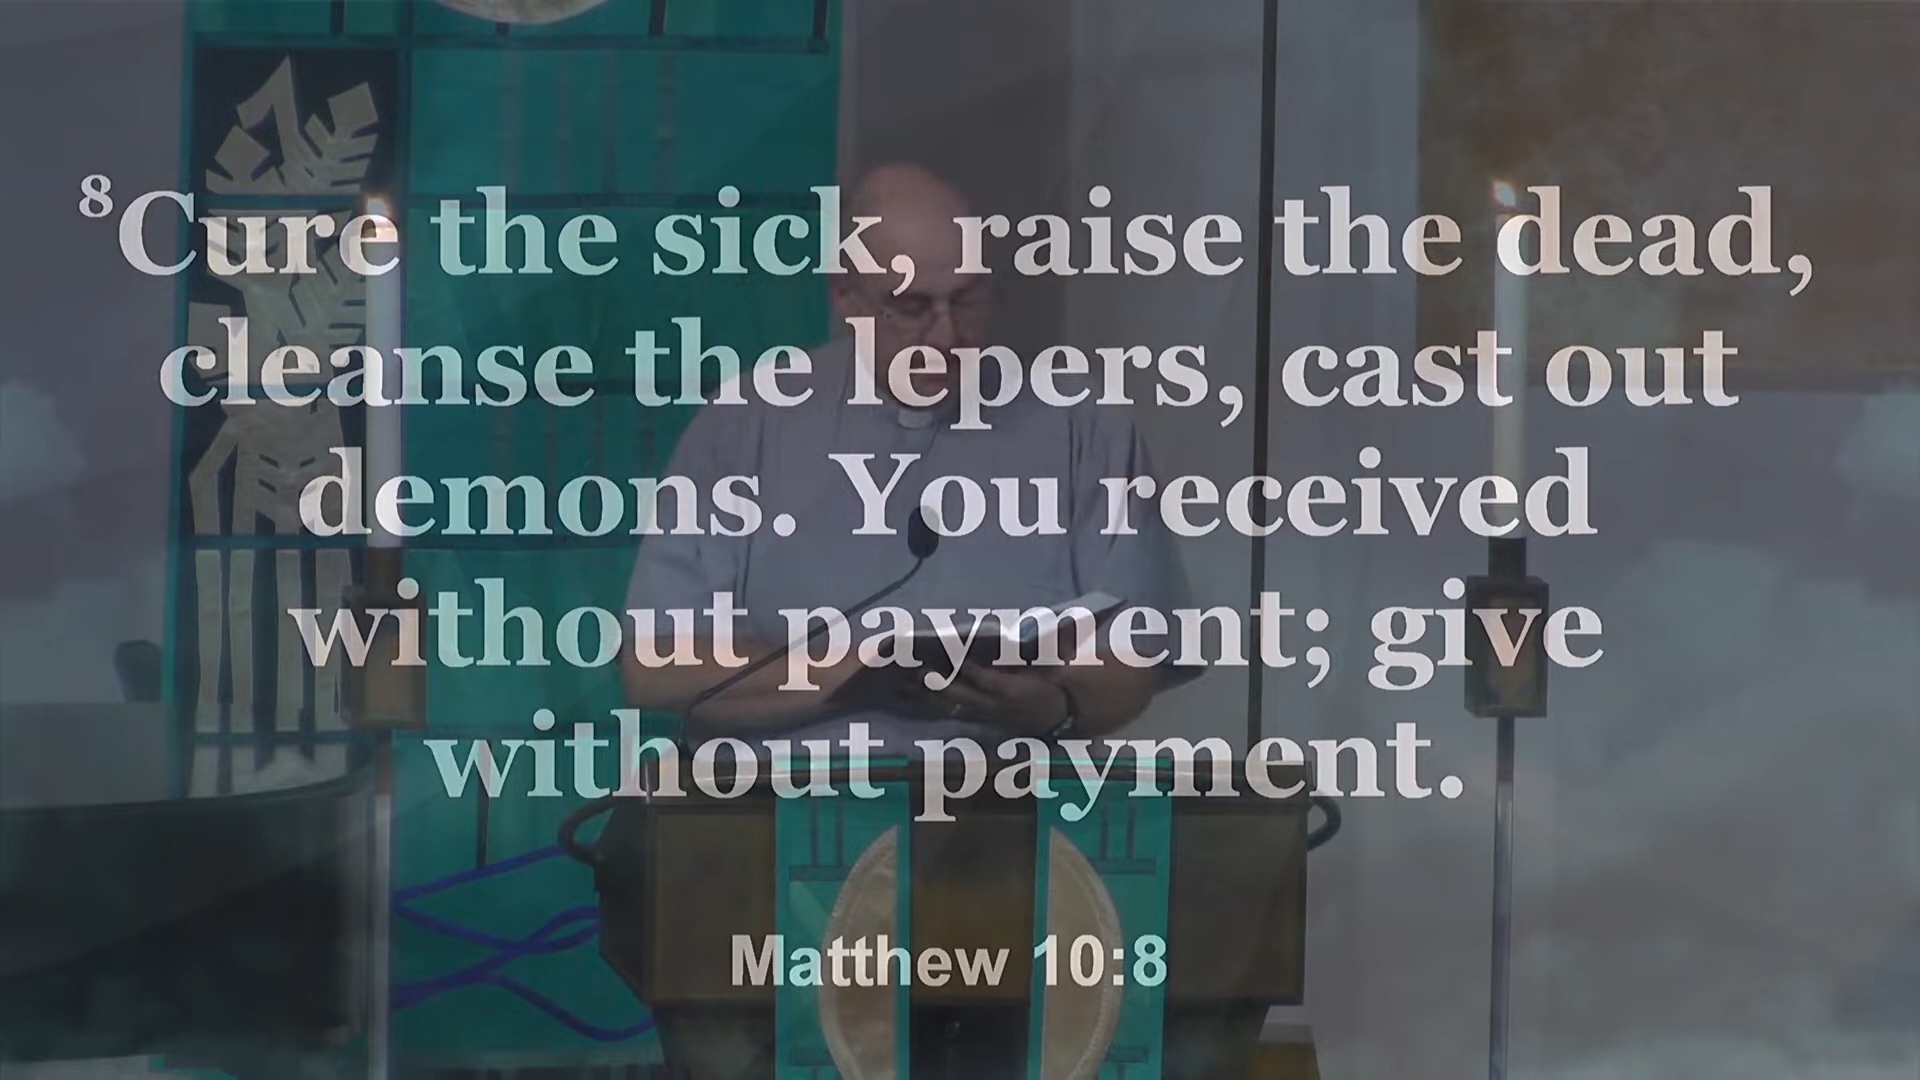 ⁸Cure the sick, raise the dead,
cleanse the lepers, cast out
demons. You received
without payment; give
without payment.
Matthew 10:8